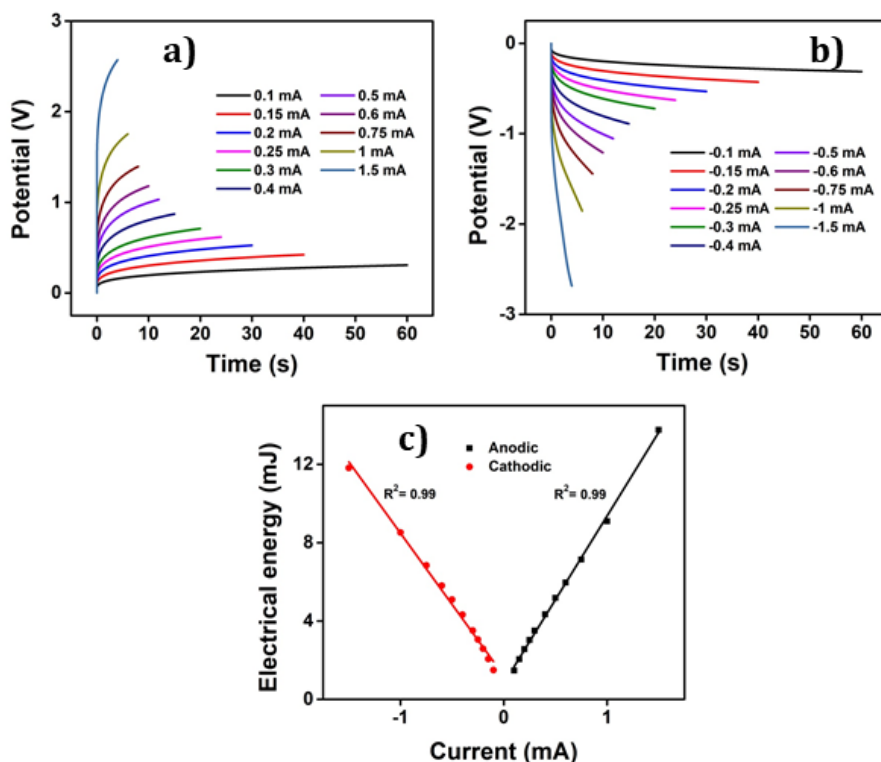 a)
3
2
1
0
Potential (V)
0.1 mA 0.5 mA
0.15 mA 0.6 mA
0.2 mA 0.75 mA
0.25 mA 1 mA
0.3 mA 1.5 mA
0.4 mA
0 10 20 30 40 50 60
Time (s)
b)
0
-1
-2
-3
Potential (V)
-0.1 mA -0.5 mA
-0.15 mA -0.6 mA
-0.2 mA -0.75 mA
-0.25 mA -1 mA
-0.3 mA -1.5 mA
-0.4 mA
0 10 20 30 40 50 60
Time (s)
c)
Anodic
Cathodic
R²= 0.99 R²= 0.99
12
8
4
0
Electrical energy (mJ)
-1 0 1
Current (mA)